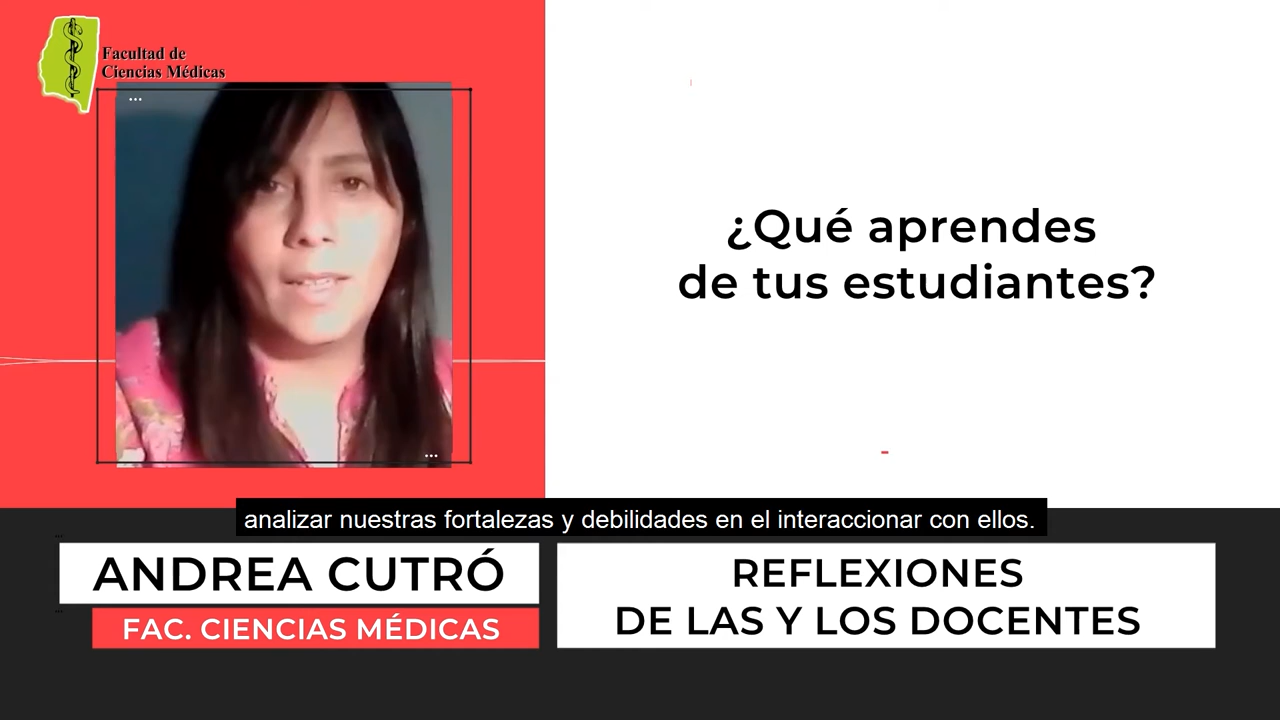 Facultad de
Ciencias Médicas
¿Qué aprendes
de tus estudiantes?
analizar nuestras fortalezas y debilidades en el interaccionar con ellos.
ANDREA CUTRÓ
FAC. CIENCIAS MÉDICAS
REFLEXIONES
DE LAS Y LOS DOCENTES